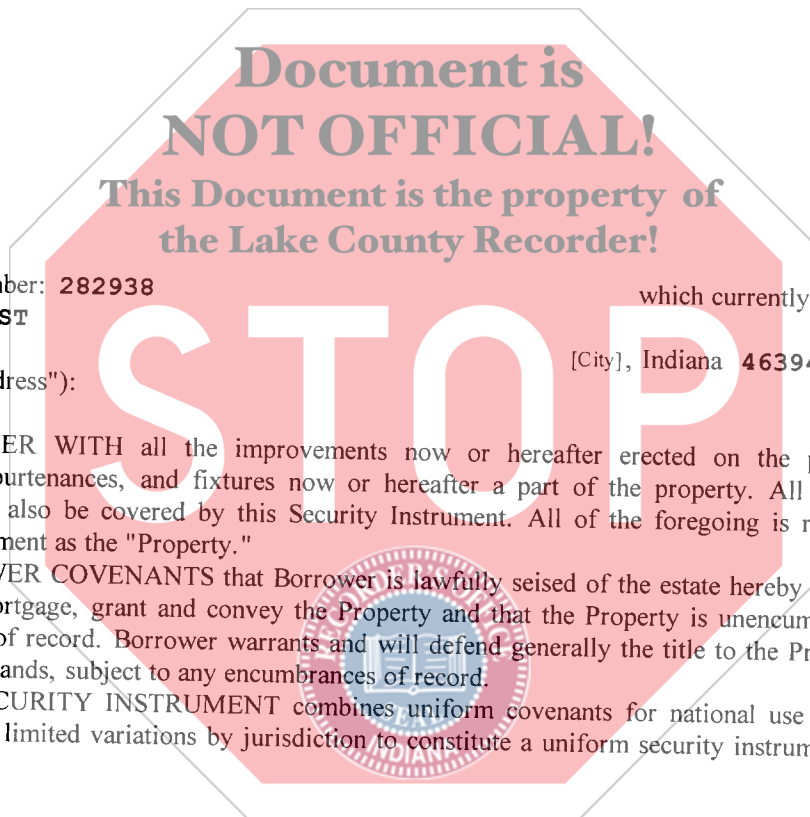 Document is
NOT OFFICIAL!
This Document is the property of
the Lake County Recorder!
ber: 282938
which currently
ST
[City], Indiana 46394
dress"):
STOP
ER WITH all the improvements now or hereafter erected on the
urtenances, and fixtures now or hereafter a part of the property. All
also be covered by this Security Instrument. All of the foregoing is
ment as the "Property."
VER COVENANTS that Borrower is lawfully seised of the estate hereby
ortgage, grant and convey the Property and that the Property is unencum
of record. Borrower warrants and will defend generally the title to the Pr
ands, subject to any encumbrances of record.
CURITY INSTRUMENT combines uniform covenants for national use
limited variations by jurisdiction to constitute a uniform security instrum
RECORDER'S OFFICE
SEAL
INDIANA